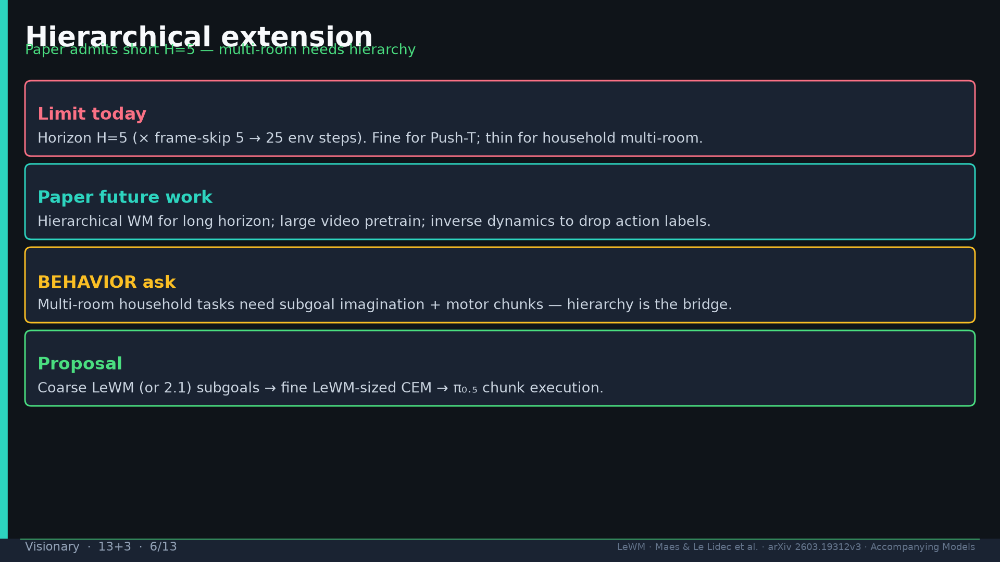 Hierarchical extension
Paper admits short H=5 — multi-room needs hierarchy
Limit today
Horizon H=5 (× frame-skip 5 → 25 env steps). Fine for Push-T; thin for household multi-room.
Paper future work
Hierarchical WM for long horizon; large video pretrain; inverse dynamics to drop action labels.
BEHAVIOR ask
Multi-room household tasks need subgoal imagination + motor chunks — hierarchy is the bridge.
Proposal
Coarse LeWM (or 2.1) subgoals → fine LeWM-sized CEM → π₀.₅ chunk execution.
Visionary · 13+3 · 6/13
LeWM · Maes & Le Lidec et al. · arXiv 2603.19312v3 · Accompanying Models